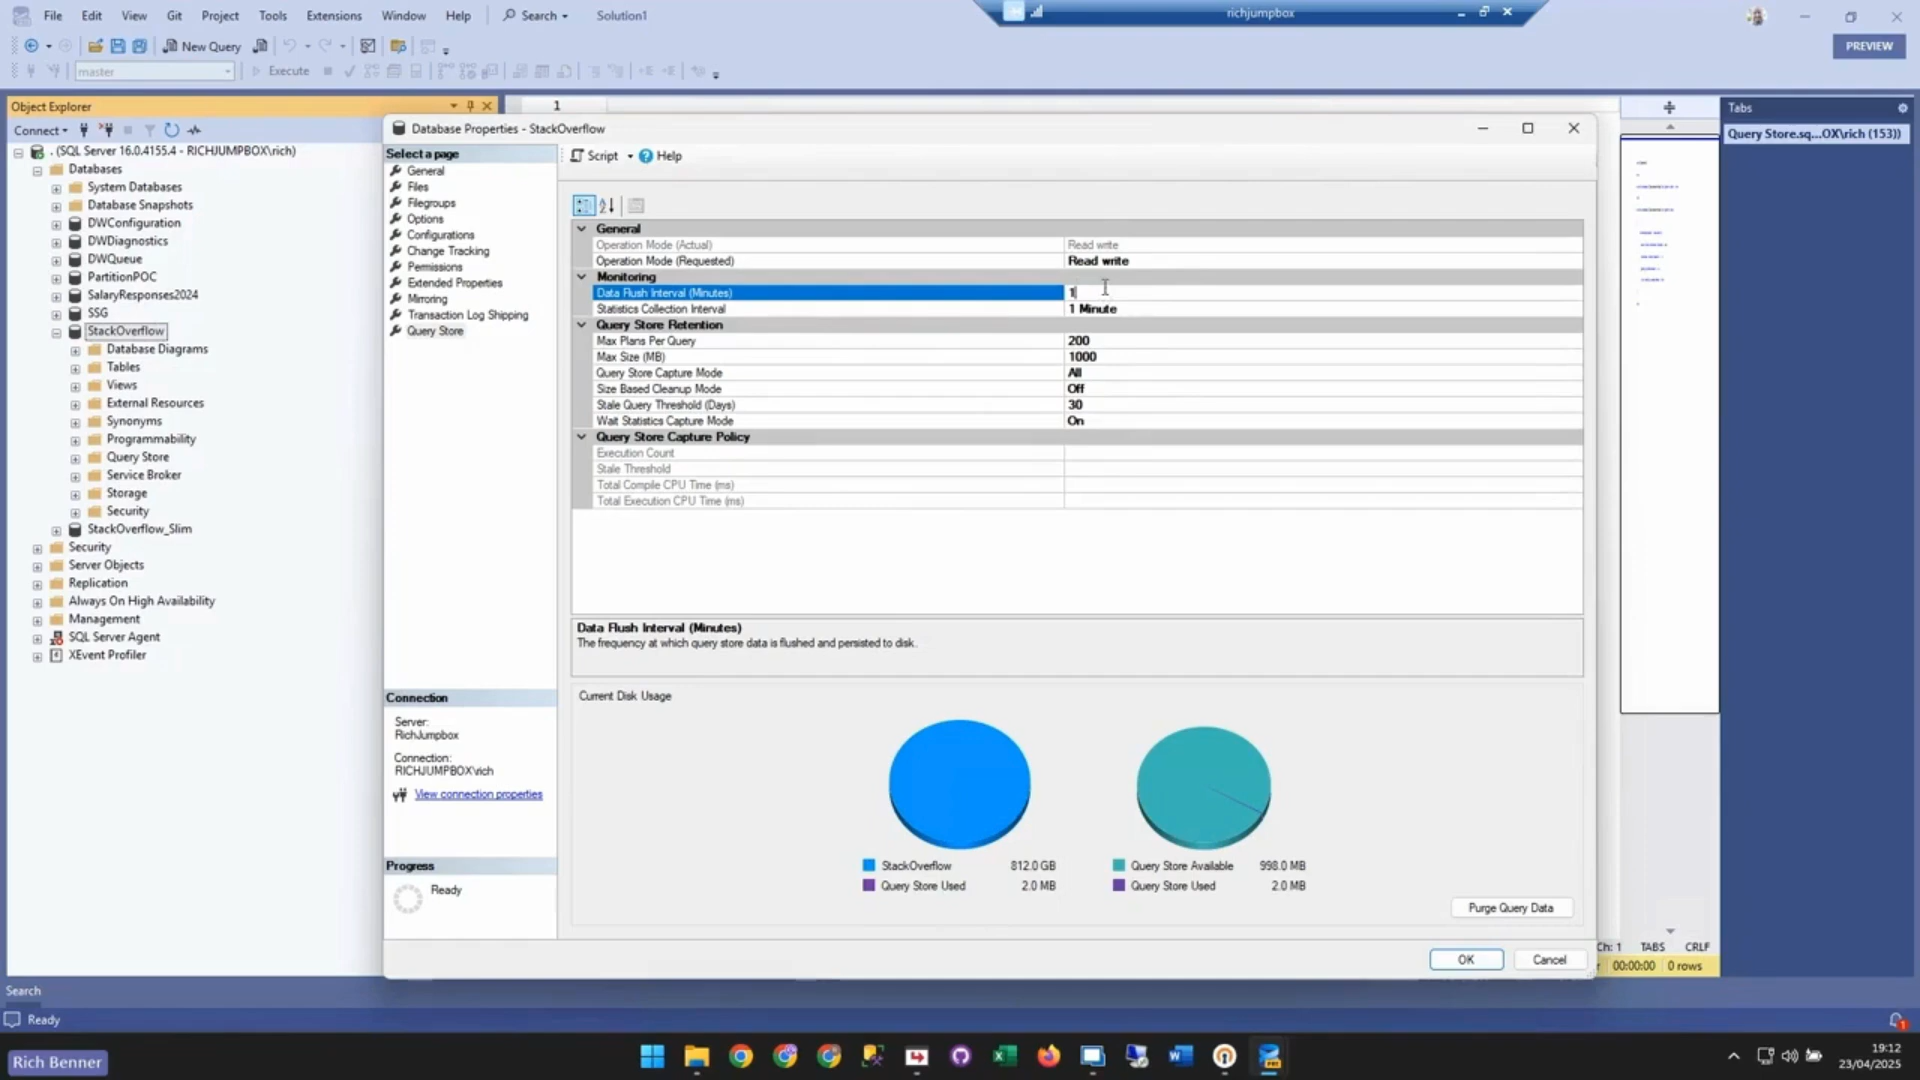 File Edit View Git Project Tools Extensions Window Help Search Solution1
richjumpbox
New Query
PREVIEW
master Execute
Object Explorer
1
Tabs
Connect
Query Store.sq...OX\rich (153))
. (SQL Server 16.0.4155.4 - RICHJUMPBOX\rich)
Databases
System Databases
Database Snapshots
DWConfiguration
DWDiagnostics
DWQueue
PartitionPOC
SalaryResponses2024
SSG
StackOverflow
Database Diagrams
Tables
Views
External Resources
Synonyms
Programmability
Query Store
Service Broker
Storage
Security
StackOverflow_Slim
Security
Server Objects
Replication
Always On High Availability
Management
SQL Server Agent
XEvent Profiler
Database Properties - StackOverflow
Select a page
General
Files
Filegroups
Options
Configurations
Change Tracking
Permissions
Extended Properties
Mirroring
Transaction Log Shipping
Query Store
Connection
Server:
RichJumpbox
Connection:
RICHJUMPBOX\rich
View connection properties
Progress
Ready
Script Help
General
Operation Mode (Actual) Read write
Operation Mode (Requested) Read write
Monitoring
Data Flush Interval (Minutes) 1
Statistics Collection Interval 1 Minute
Query Store Retention
Max Plans Per Query 200
Max Size (MB) 1000
Query Store Capture Mode All
Size Based Cleanup Mode Off
Stale Query Threshold (Days) 30
Wait Statistics Capture Mode On
Query Store Capture Policy
Execution Count
Stale Threshold
Total Compile CPU Time (ms)
Total Execution CPU Time (ms)
Data Flush Interval (Minutes)
The frequency at which query store data is flushed and persisted to disk.
Current Disk Usage
StackOverflow 812.0 GB
Query Store Used 2.0 MB
Query Store Available 998.0 MB
Query Store Used 2.0 MB
Purge Query Data
OK Cancel
Ch: 1 TABS CRLF
00:00:00 0 rows
Search
Ready
Rich Benner
19:12
23/04/2025